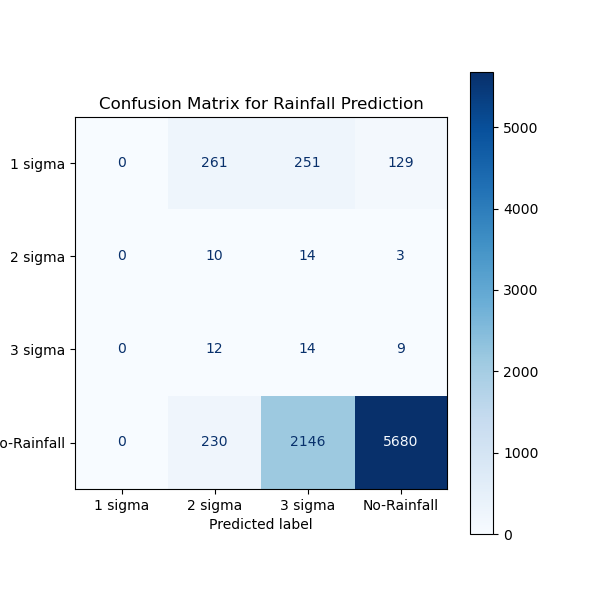 Confusion Matrix for Rainfall Prediction
1 sigma 0 261 251 129
2 sigma 0 10 14 3
3 sigma 0 12 14 9
o-Rainfall 0 230 2146 5680
1 sigma 2 sigma 3 sigma No-Rainfall
Predicted label
5000
4000
3000
2000
1000
0